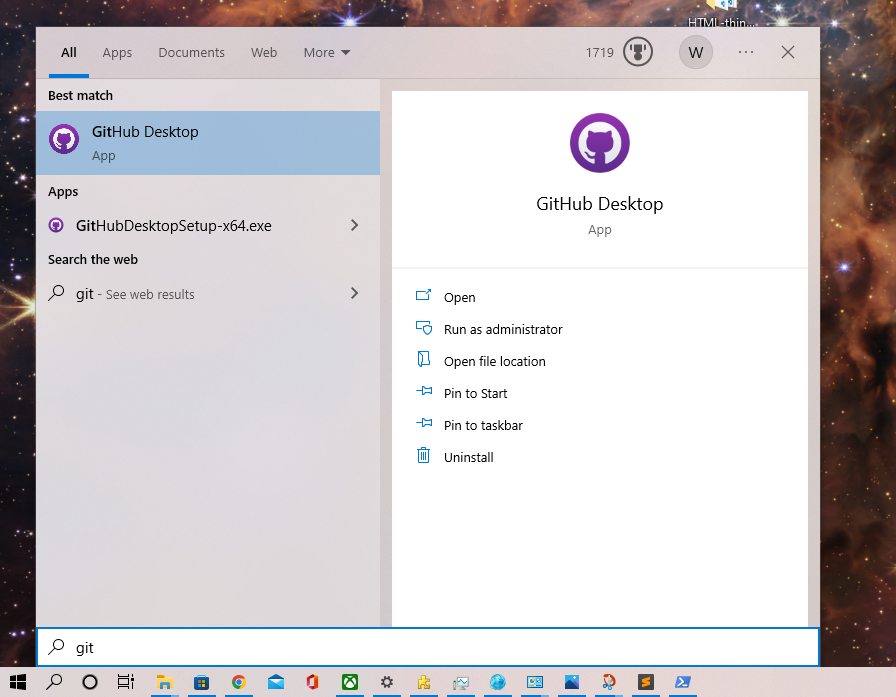 HTML-thin...
All Apps Documents Web More 1719 W ...
Best match
GitHub Desktop
App
Apps
GitHubDesktopSetup-x64.exe
Search the web
git - See web results
GitHub Desktop
App
Open
Run as administrator
Open file location
Pin to Start
Pin to taskbar
Uninstall
git